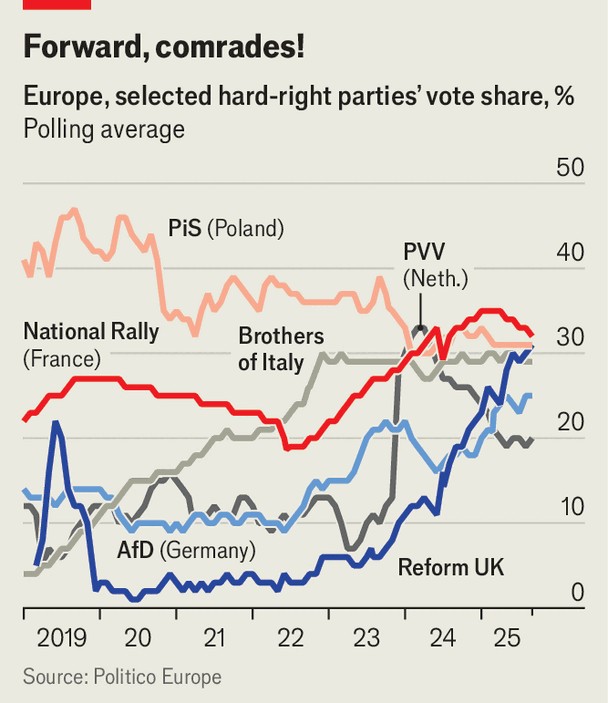 Forward, comrades!
Europe, selected hard-right parties’ vote share, %
Polling average
50
PiS (Poland)
40
PVV
(Neth.)
National Rally
(France)
Brothers
of Italy
30
20
10
AfD (Germany)
Reform UK
0
2019 20 21 22 23 24 25
Source: Politico Europe